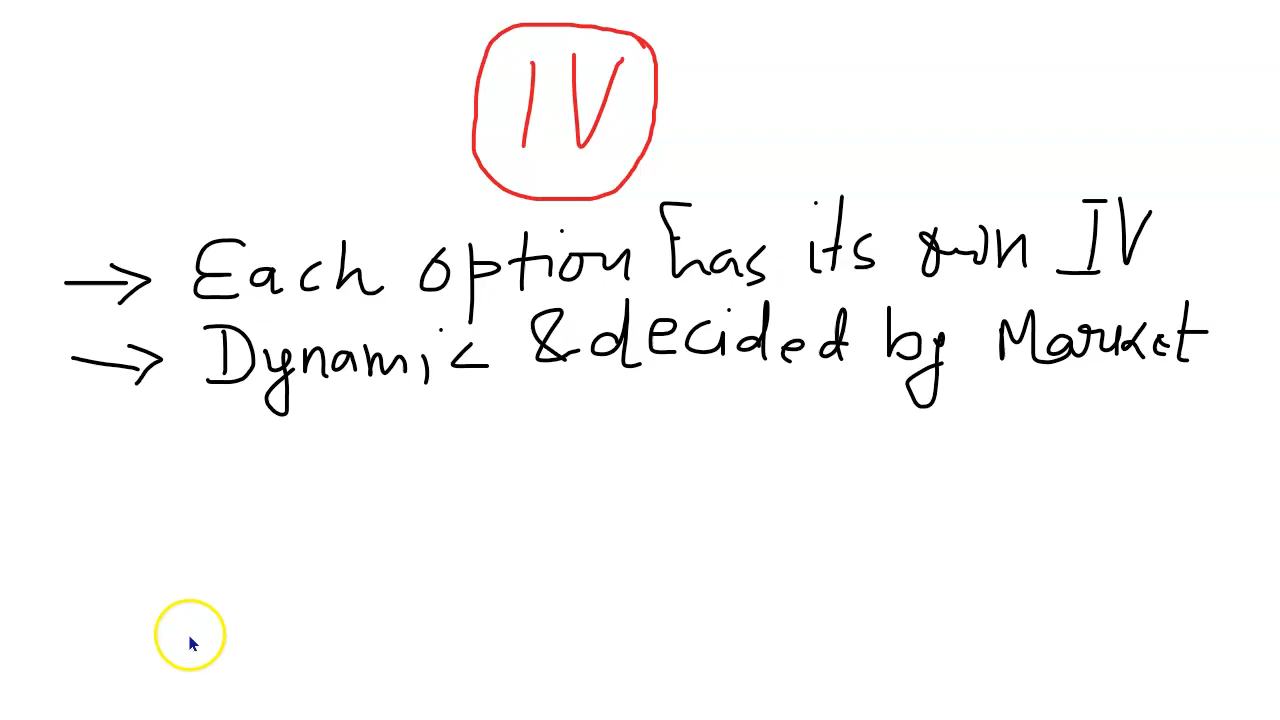 IV
→ Each option has its own IV
→ Dynamic & decided by Market